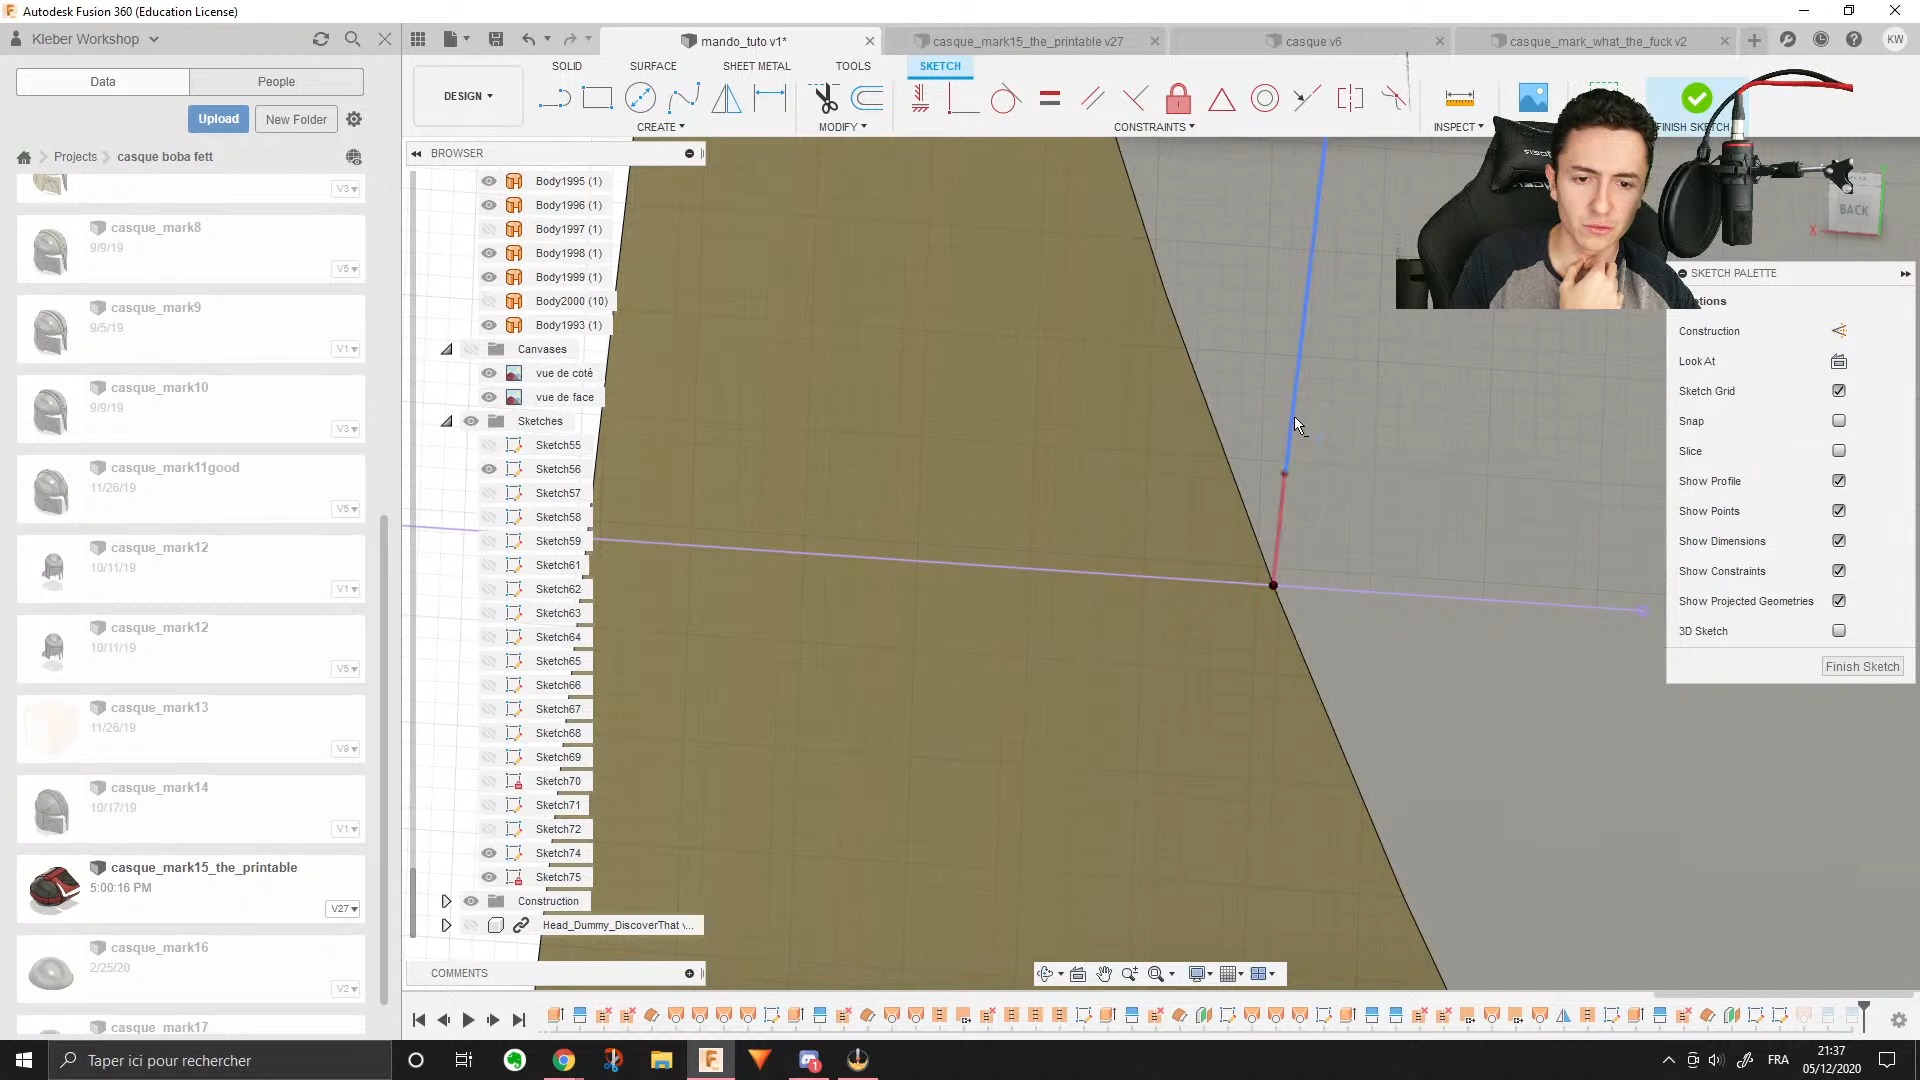 Autodesk Fusion 360 (Education License)
Kleber Workshop
mando_tuto v1*
casque_mark15_the_printable v27
casque v6
casque_mark_what_the_fuck v2
KW
Data
People
Upload
New Folder
Projects
casque boba fett
V3
casque_mark8
9/9/19
V5
casque_mark9
9/5/19
V1
casque_mark10
9/9/19
V3
casque_mark11good
11/26/19
V5
casque_mark12
10/11/19
V1
casque_mark12
10/11/19
V5
casque_mark13
11/26/19
V9
casque_mark14
10/17/19
V1
casque_mark15_the_printable
5:00:16 PM
V27
casque_mark16
2/25/20
V2
casque_mark17
DESIGN
SOLID
SURFACE
SHEET METAL
TOOLS
SKETCH
CREATE
MODIFY
CONSTRAINTS
INSPECT
FINISH SKETCH
BROWSER
Body1995 (1)
Body1996 (1)
Body1997 (1)
Body1998 (1)
Body1999 (1)
Body2000 (10)
Body1993 (1)
Canvases
vue de coté
vue de face
Sketches
Sketch55
Sketch56
Sketch57
Sketch58
Sketch59
Sketch61
Sketch62
Sketch63
Sketch64
Sketch65
Sketch66
Sketch67
Sketch68
Sketch69
Sketch70
Sketch71
Sketch72
Sketch74
Sketch75
Construction
Head_Dummy_DiscoverThat \...
COMMENTS
BACK
X
SKETCH PALETTE
Construction
Look At
Sketch Grid
Snap
Slice
Show Profile
Show Points
Show Dimensions
Show Constraints
Show Projected Geometries
3D Sketch
Finish Sketch
Taper ici pour rechercher
FRA
21:37
05/12/2020